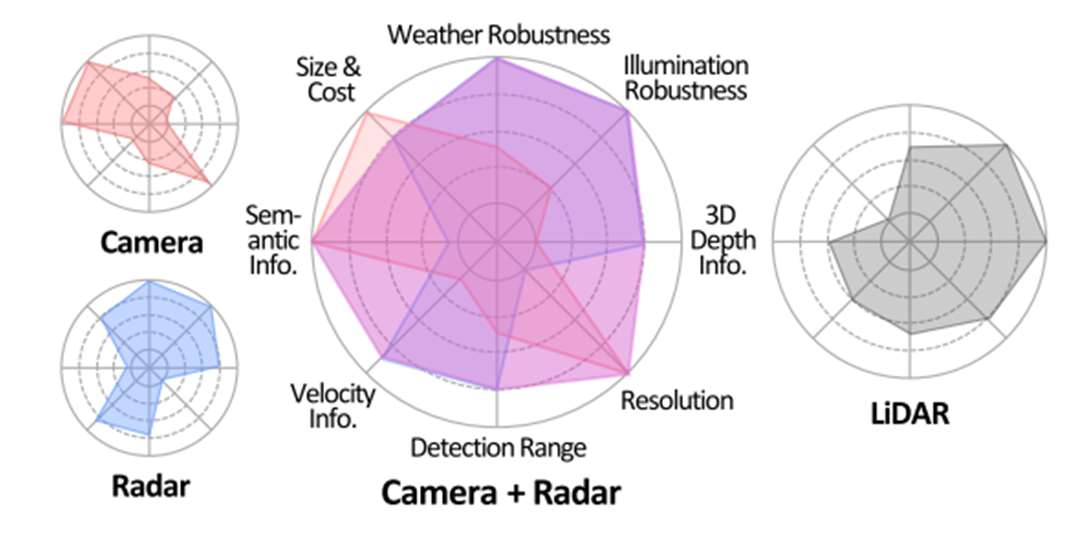 Weather Robustness
Size &
Cost
Illumination
Robustness
Camera
Sem-
antic
Info.
3D
Depth
Info.
Velocity
Info.
Resolution
LiDAR
Detection Range
Radar
Camera + Radar